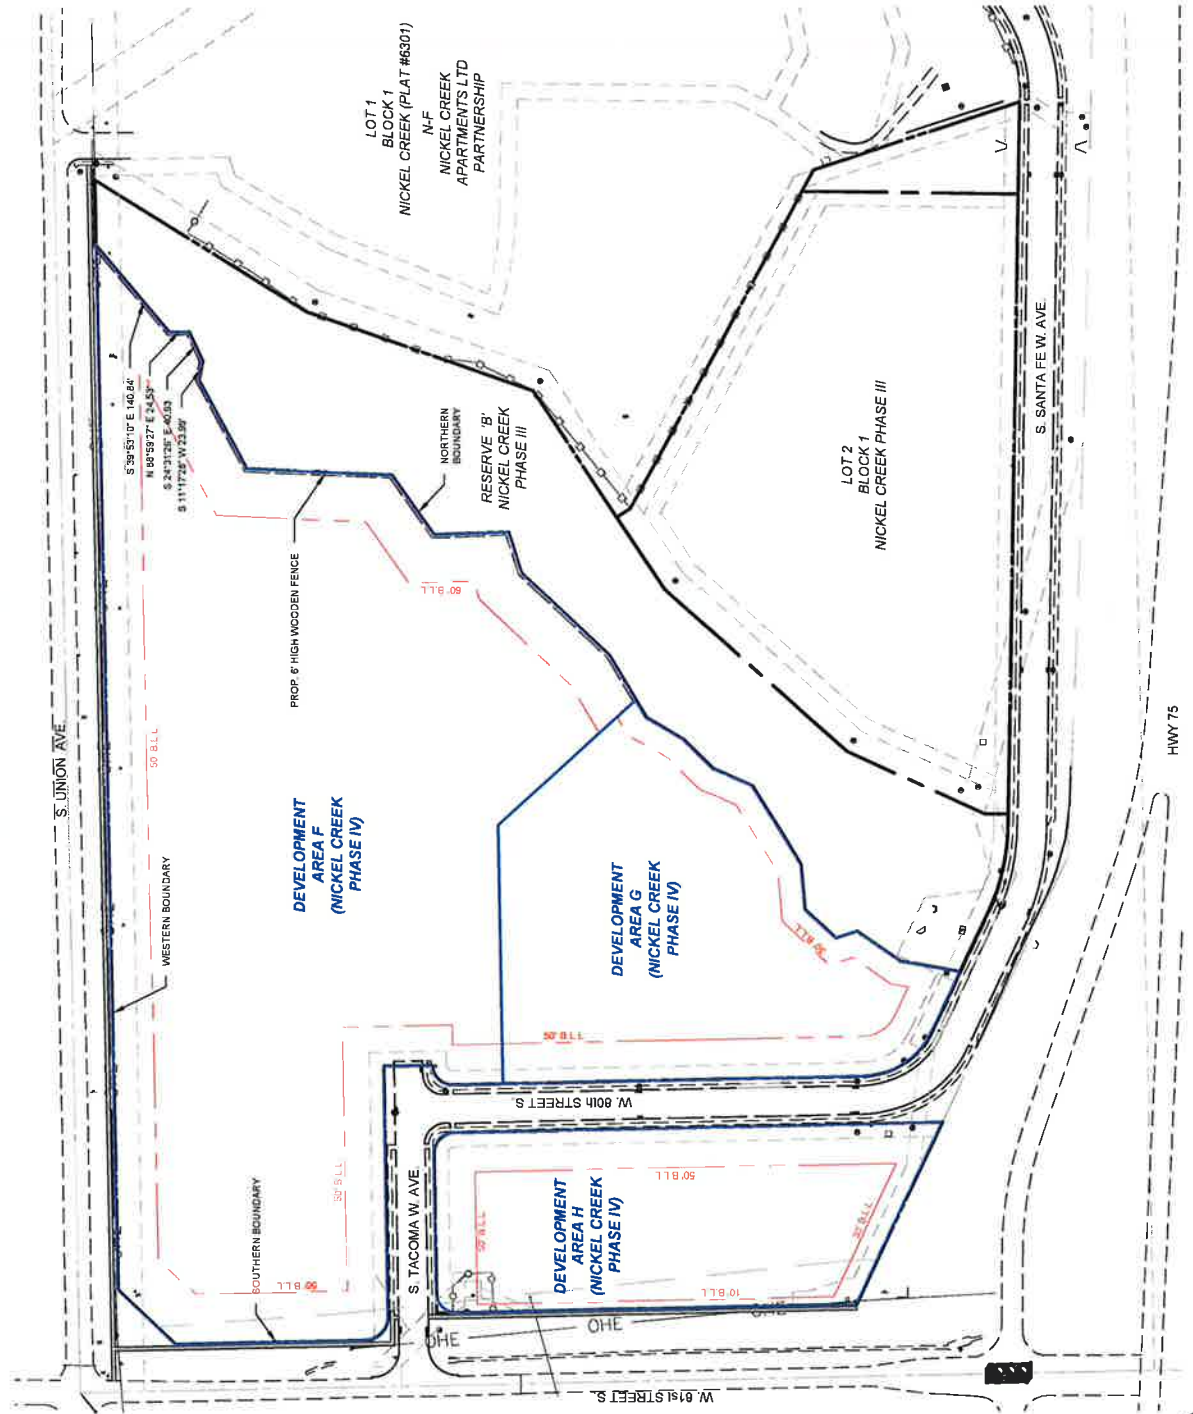 LOT 1
BLOCK 1
NICKEL CREEK (PLAT #6301)
N-F
NICKEL CREEK
APARTMENTS LTD
PARTNERSHIP
S 39°53'10" E 140.84'
N 88°59'27" E 24.53'
S 24°31'26" E 40.93
S 11°17'28" W 23.99'
NORTHERN
BOUNDARY
RESERVE 'B'
NICKEL CREEK
PHASE III
PROP. 6' HIGH WOODEN FENCE
60' B.L.L
LOT 2
BLOCK 1
NICKEL CREEK PHASE III
S. SANTA FE W. AVE.
HWY 75
S. UNION AVE.
50 B.L.L
WESTERN BOUNDARY
DEVELOPMENT
AREA F
(NICKEL CREEK
PHASE IV)
DEVELOPMENT
AREA G
(NICKEL CREEK
PHASE IV)
50' B.L.L
W. 80th STREET S.
50' B.L.L
50' B.L.L
SOUTHERN BOUNDARY
S. TACOMA W. AVE.
DEVELOPMENT
AREA H
(NICKEL CREEK
PHASE IV)
50' B.L.L
10' B.L.L
OHE
OHE
OHE
W. 81st STREET S.